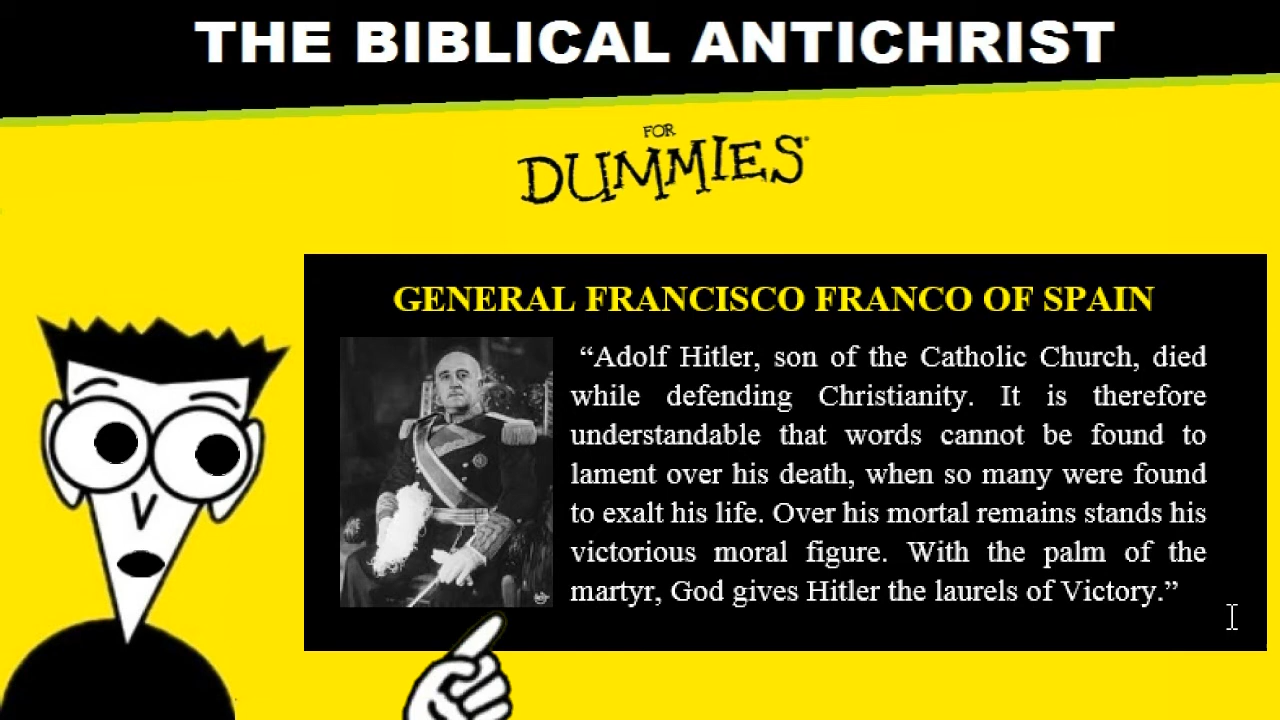 THE BIBLICAL ANTICHRIST
FOR
DUMMIES
GENERAL FRANCISCO FRANCO OF SPAIN
“Adolf Hitler, son of the Catholic Church, died
while defending Christianity. It is therefore
understandable that words cannot be found to
lament over his death, when so many were found
to exalt his life. Over his mortal remains stands his
victorious moral figure. With the palm of the
martyr, God gives Hitler the laurels of Victory.”